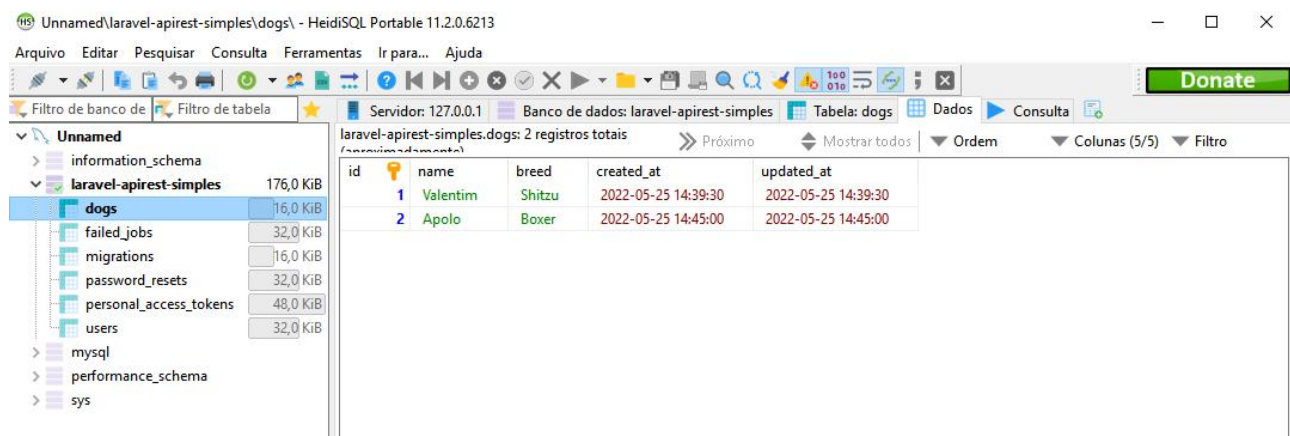 Unnamed\laravel-apirest-simples\dogs\ - HeidiSQL Portable 11.2.0.6213
Arquivo Editar Pesquisar Consulta Ferramentas Ir para... Ajuda
Donate
Filtro de banco de Filtro de tabela
Servidor: 127.0.0.1 Banco de dados: laravel-apirest-simples Tabela: dogs Dados Consulta
laravel-apirest-simples.dogs: 2 registros totais
(aproximadamente)
Próximo Mostrar todos Ordem Colunas (5/5) Filtro
Unnamed
information_schema
laravel-apirest-simples 176,0 KiB
dogs 16,0 KiB
failed_jobs 32,0 KiB
migrations 16,0 KiB
password_resets 32,0 KiB
personal_access_tokens 48,0 KiB
users 32,0 KiB
mysql
performance_schema
sys
id name breed created_at updated_at
1 Valentim Shitzu 2022-05-25 14:39:30 2022-05-25 14:39:30
2 Apolo Boxer 2022-05-25 14:45:00 2022-05-25 14:45:00